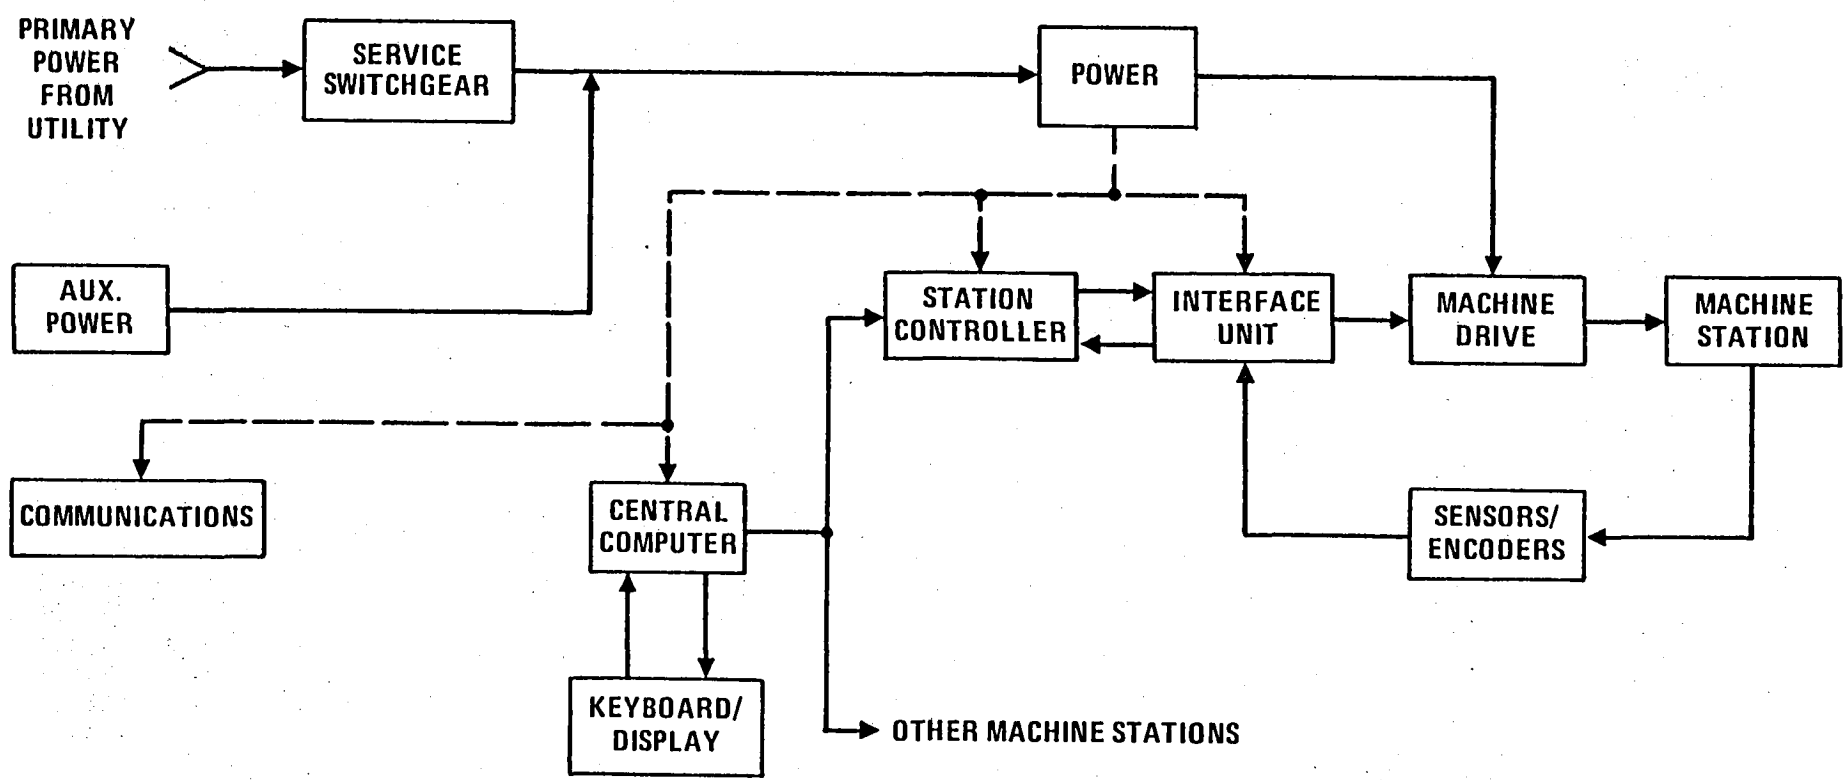 PRIMARY
POWER
FROM
UTILITY
SERVICE
SWITCHGEAR
POWER
AUX.
POWER
STATION
CONTROLLER
INTERFACE
UNIT
MACHINE
DRIVE
MACHINE
STATION
COMMUNICATIONS
CENTRAL
COMPUTER
SENSORS/
ENCODERS
KEYBOARD/
DISPLAY
OTHER MACHINE STATIONS